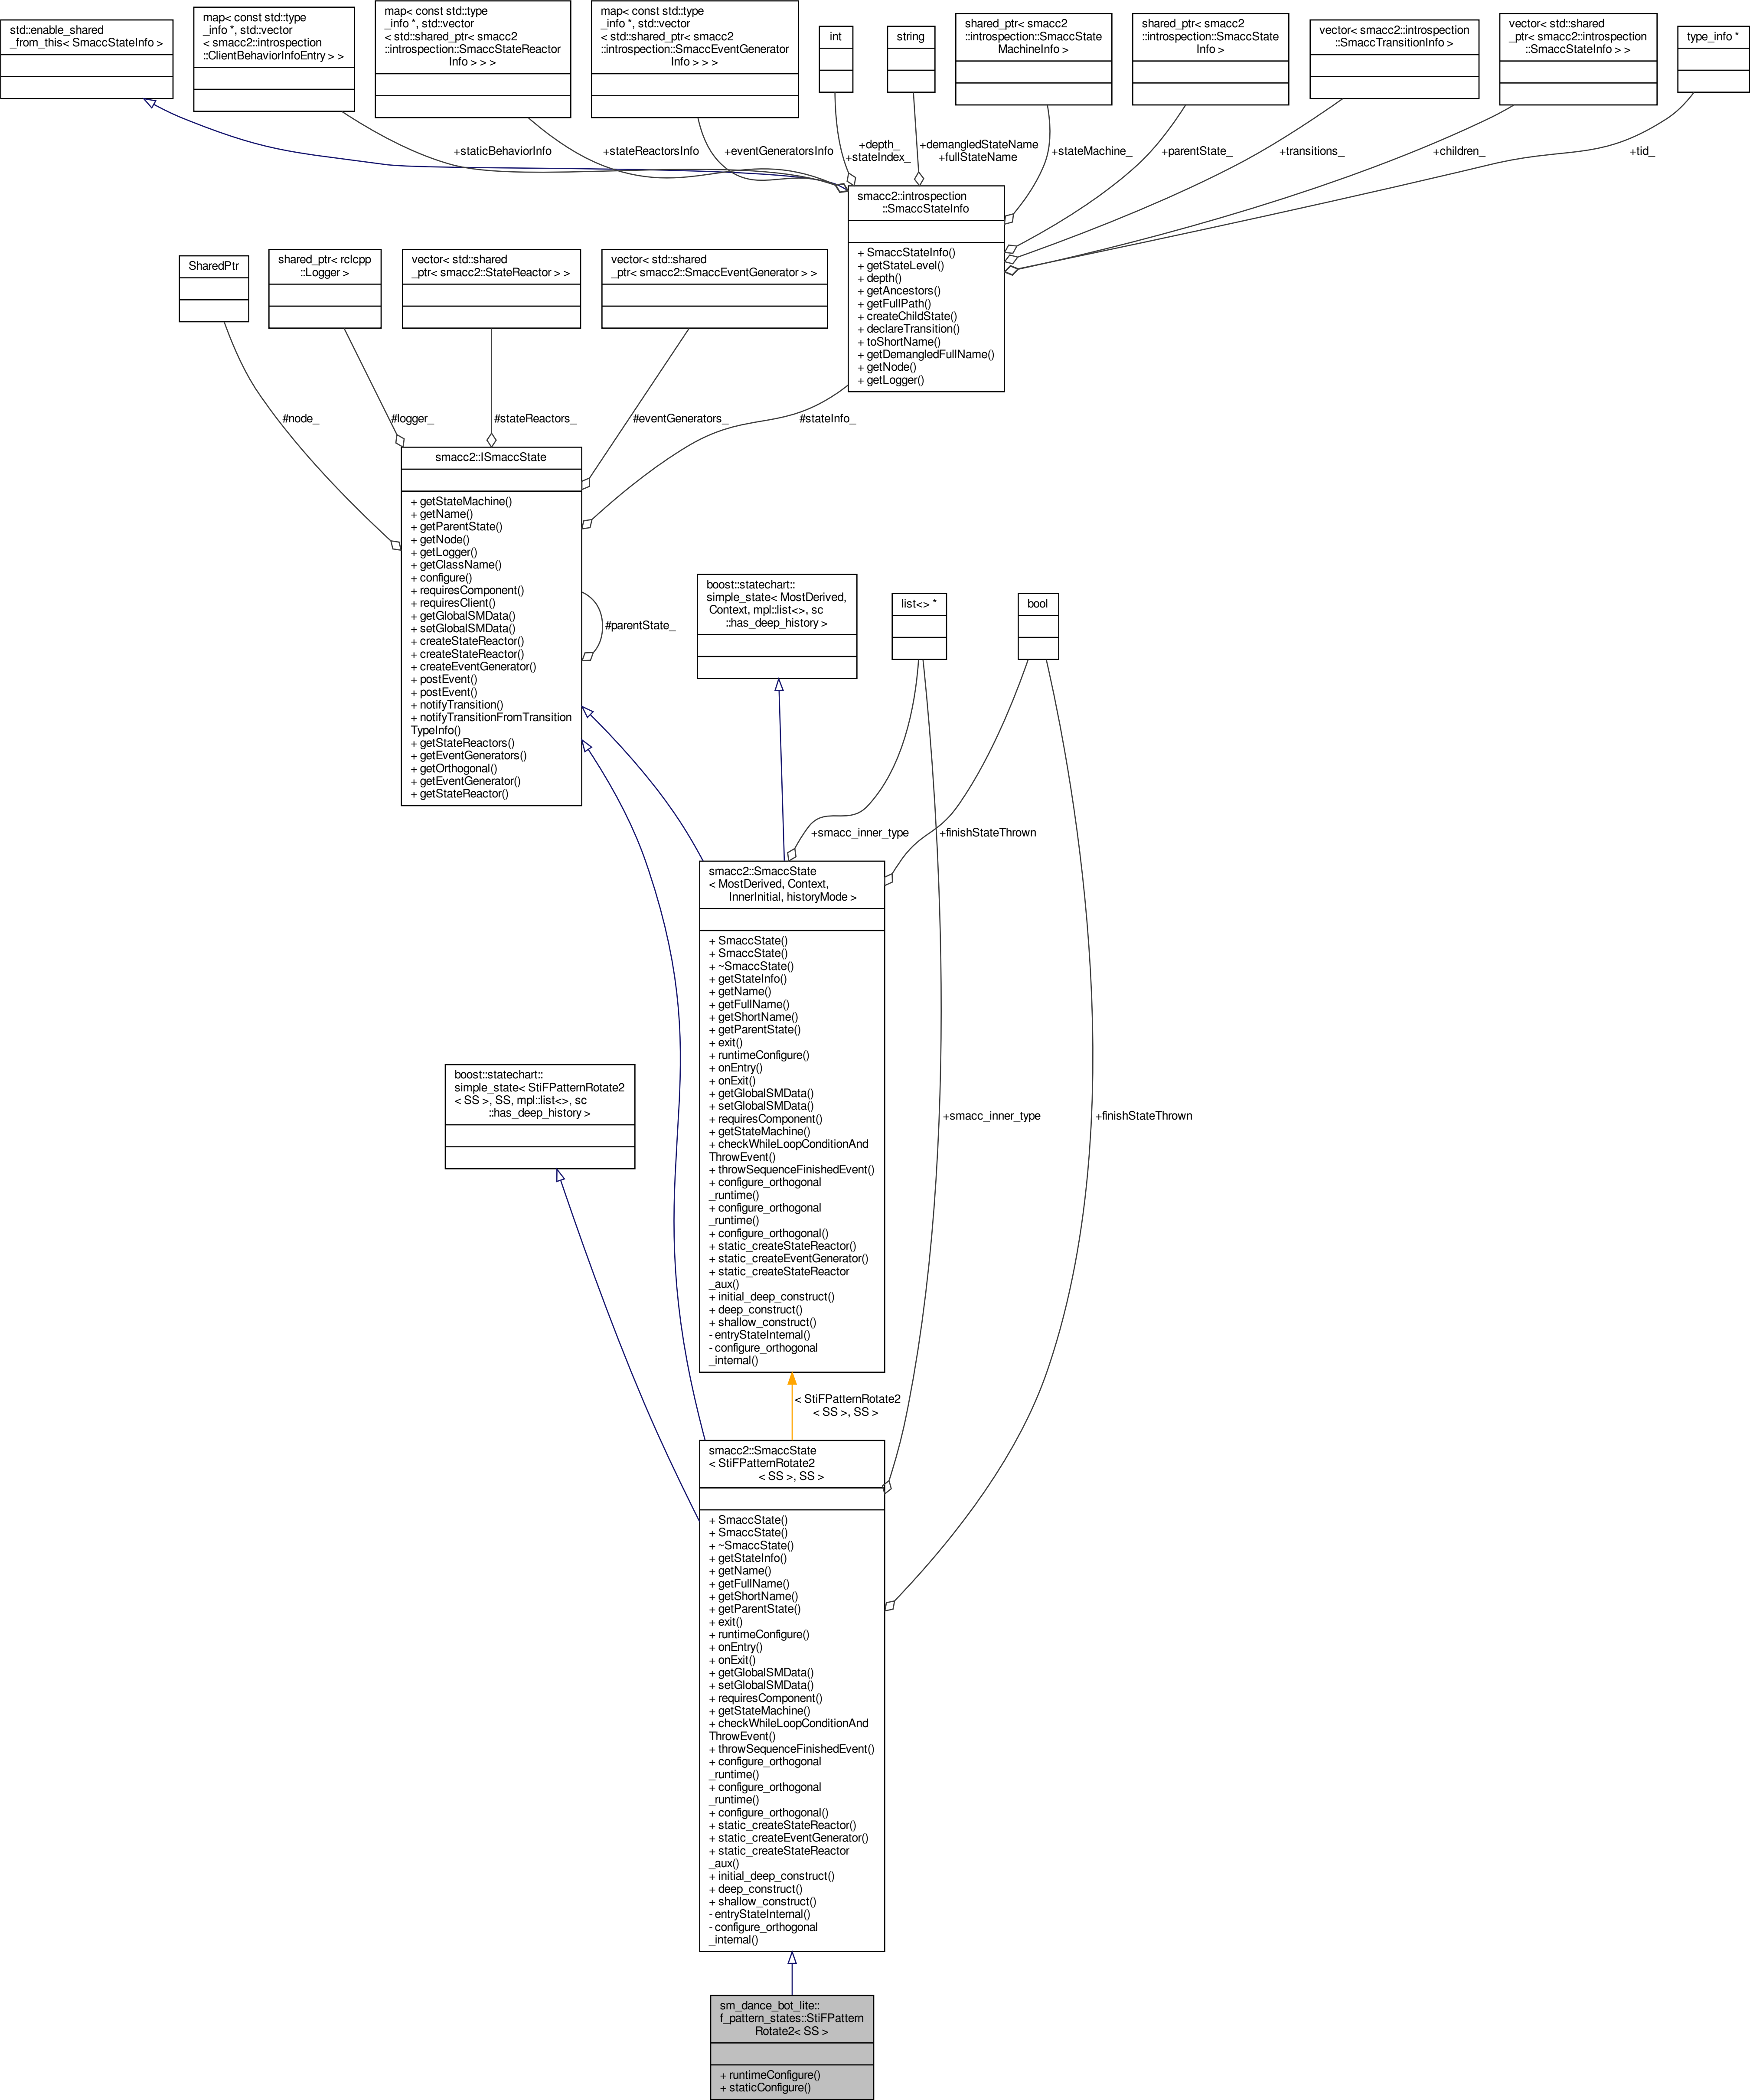 std::enable_shared
_from_this< SmaccStateInfo >
map< const std::type
_info *, std::vector
< smacc2::introspection
::ClientBehaviorInfoEntry > >
map< const std::type
_info *, std::vector
< std::shared_ptr< smacc2
::introspection::SmaccStateReactor
Info > > >
map< const std::type
_info *, std::vector
< std::shared_ptr< smacc2
::introspection::SmaccEventGenerator
Info > > >
int
string
shared_ptr< smacc2
::introspection::SmaccState
MachineInfo >
shared_ptr< smacc2
::introspection::SmaccState
Info >
vector< smacc2::introspection
::SmaccTransitionInfo >
vector< std::shared
_ptr< smacc2::introspection
::SmaccStateInfo > >
type_info *
+staticBehaviorInfo
+stateReactorsInfo
+eventGeneratorsInfo
+depth_
+stateIndex_
+demangledStateName
+fullStateName
+stateMachine_
+parentState_
+transitions_
+children_
+tid_
smacc2::introspection
::SmaccStateInfo
+ SmaccStateInfo()
+ getStateLevel()
+ depth()
+ getAncestors()
+ getFullPath()
+ createChildState()
+ declareTransition()
+ toShortName()
+ getDemangledFullName()
+ getNode()
+ getLogger()
SharedPtr
shared_ptr< rclcpp
::Logger >
vector< std::shared
_ptr< smacc2::StateReactor > >
vector< std::shared
_ptr< smacc2::SmaccEventGenerator > >
#node_
#logger_
#stateReactors_
#eventGenerators_
#stateInfo_
smacc2::ISmaccState
+ getStateMachine()
+ getName()
+ getParentState()
+ getNode()
+ getLogger()
+ getClassName()
+ configure()
+ requiresComponent()
+ requiresClient()
+ getGlobalSMData()
+ setGlobalSMData()
+ createStateReactor()
+ createStateReactor()
+ createEventGenerator()
+ postEvent()
+ postEvent()
+ notifyTransition()
+ notifyTransitionFromTransition
TypeInfo()
+ getStateReactors()
+ getEventGenerators()
+ getOrthogonal()
+ getEventGenerator()
+ getStateReactor()
#parentState_
boost::statechart::
simple_state< MostDerived,
Context, mpl::list<>, sc
::has_deep_history >
list<> *
bool
+smacc_inner_type
+finishStateThrown
smacc2::SmaccState
< MostDerived, Context,
InnerInitial, historyMode >
+ SmaccState()
+ SmaccState()
+ ~SmaccState()
+ getStateInfo()
+ getName()
+ getFullName()
+ getShortName()
+ getParentState()
+ exit()
+ runtimeConfigure()
+ onEntry()
+ onExit()
+ getGlobalSMData()
+ setGlobalSMData()
+ requiresComponent()
+ getStateMachine()
+ checkWhileLoopConditionAnd
ThrowEvent()
+ throwSequenceFinishedEvent()
+ configure_orthogonal
_runtime()
+ configure_orthogonal
_runtime()
+ configure_orthogonal()
+ static_createStateReactor()
+ static_createEventGenerator()
+ static_createStateReactor
_aux()
+ initial_deep_construct()
+ deep_construct()
+ shallow_construct()
- entryStateInternal()
- configure_orthogonal
_internal()
boost::statechart::
simple_state< StiFPatternRotate2
< SS >, SS, mpl::list<>, sc
::has_deep_history >
+smacc_inner_type
+finishStateThrown
< StiFPatternRotate2
< SS >, SS >
smacc2::SmaccState
< StiFPatternRotate2
< SS >, SS >
+ SmaccState()
+ SmaccState()
+ ~SmaccState()
+ getStateInfo()
+ getName()
+ getFullName()
+ getShortName()
+ getParentState()
+ exit()
+ runtimeConfigure()
+ onEntry()
+ onExit()
+ getGlobalSMData()
+ setGlobalSMData()
+ requiresComponent()
+ getStateMachine()
+ checkWhileLoopConditionAnd
ThrowEvent()
+ throwSequenceFinishedEvent()
+ configure_orthogonal
_runtime()
+ configure_orthogonal
_runtime()
+ configure_orthogonal()
+ static_createStateReactor()
+ static_createEventGenerator()
+ static_createStateReactor
_aux()
+ initial_deep_construct()
+ deep_construct()
+ shallow_construct()
- entryStateInternal()
- configure_orthogonal
_internal()
sm_dance_bot_lite::
f_pattern_states::StiFPattern
Rotate2< SS >
+ runtimeConfigure()
+ staticConfigure()